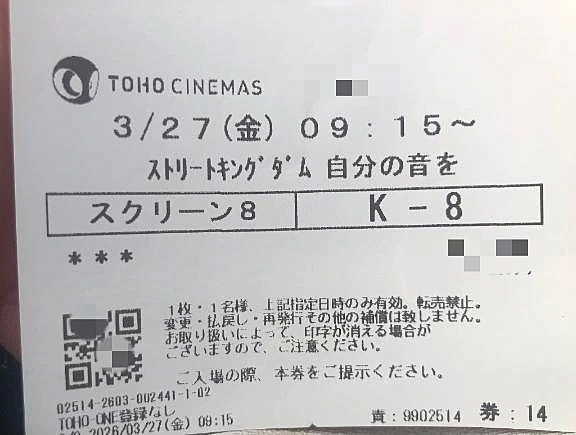 TOHO CINEMAS
3/27(金) 09:15～
ストリートキングダム 自分の音を
スクリーン8 K-8
***
1枚・1名様、上記指定日時のみ有効。転売禁止。
変更・払戻し・再発行その他の補償は致しません。
お取り扱いによって、印字が消える場合が
ございますので、ご注意ください。
ご入場の際、本券をご提示ください。
02514-2603-002441-1-02
TOHO-ONE登録なし
2026/03/27(金) 09:15
責:9902514 券:14